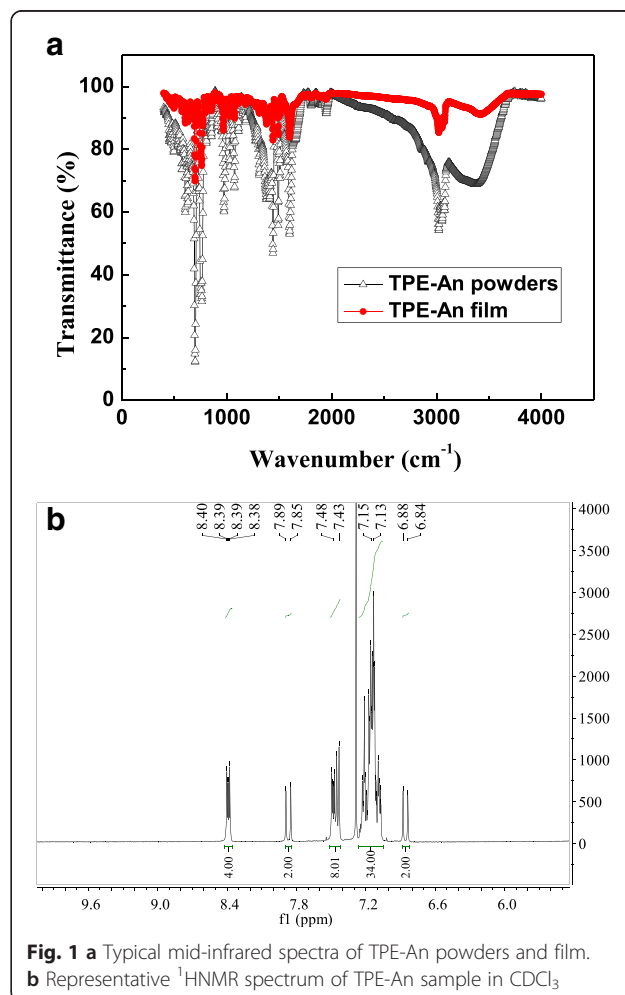 a
100
80
60
40
20
0
Transmittance (%)
TPE-An powders
TPE-An film
0 1000 2000 3000 4000
Wavenumber (cm⁻¹)
b
8.40
8.39
8.39
8.38
7.89
7.85
7.48
7.43
7.15
7.13
6.88
6.84
4000
3500
3000
2500
2000
1500
1000
500
0
4.00
2.00
8.01
34.00
2.00
9.6 9.0 8.4 7.8 7.2 6.6 6.0
f1 (ppm)
Fig. 1 a Typical mid-infrared spectra of TPE-An powders and film.
b Representative ¹HNMR spectrum of TPE-An sample in CDCl₃